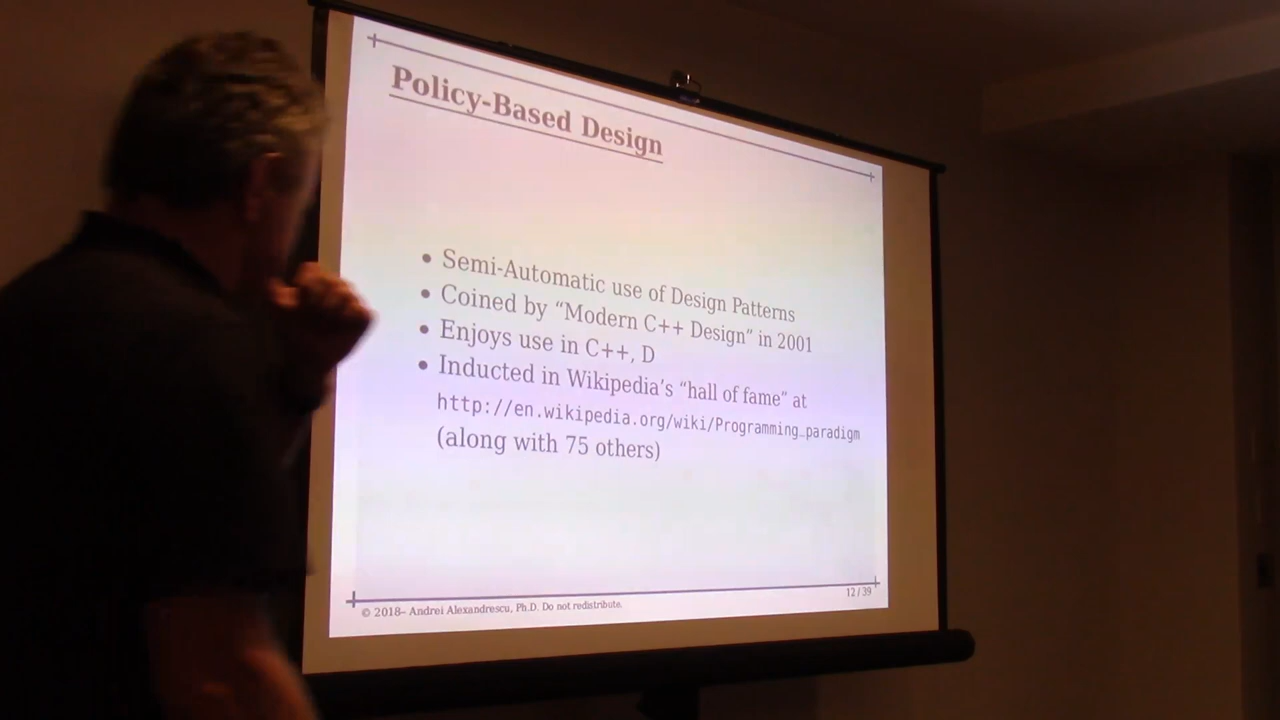 Policy-Based Design
• Semi-Automatic use of Design Patterns
• Coined by “Modern C++ Design” in 2001
• Enjoys use in C++, D
• Inducted in Wikipedia’s “hall of fame” at
http://en.wikipedia.org/wiki/Programming_paradigm
(along with 75 others)
12 / 39
© 2018– Andrei Alexandrescu, Ph.D. Do not redistribute.